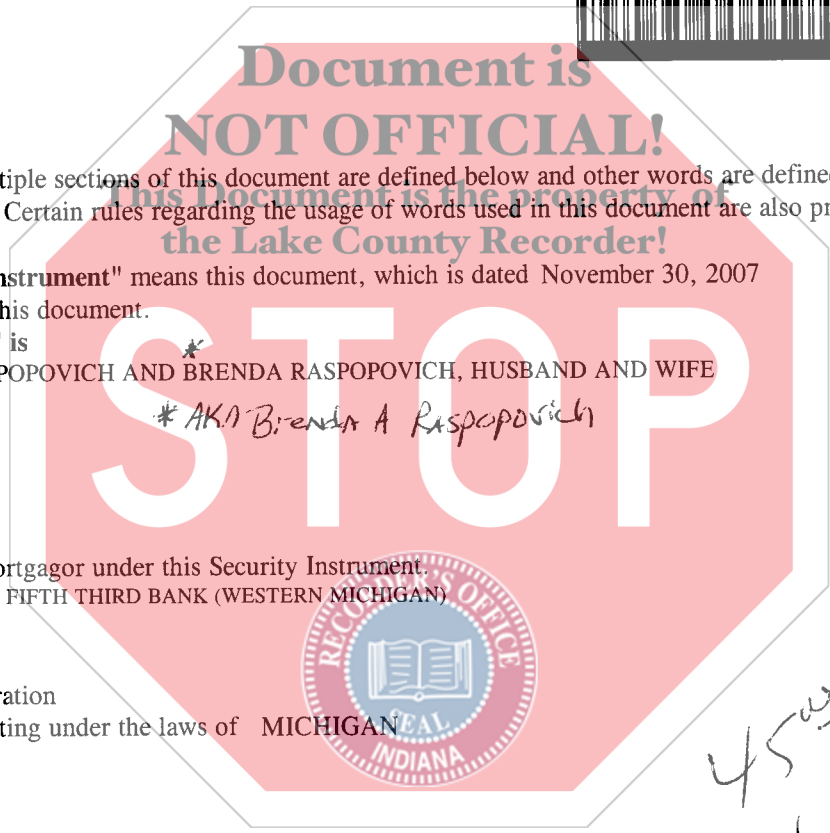 Document is
NOT OFFICIAL!
tiple sections of this document are defined below and other words are define
This Document is the property of
Certain rules regarding the usage of words used in this document are also pr
the Lake County Recorder!
nstrument" means this document, which is dated November 30, 2007
his document.
is
*
POPOVICH AND BRENDA RASPOPOVICH, HUSBAND AND WIFE
* AKA Brenda A Raspopovich
STOP
ortgagor under this Security Instrument.
FIFTH THIRD BANK (WESTERN MICHIGAN)
RECORDER'S OFFICE
ration
ting under the laws of MICHIGAN
SEAL
INDIANA
45